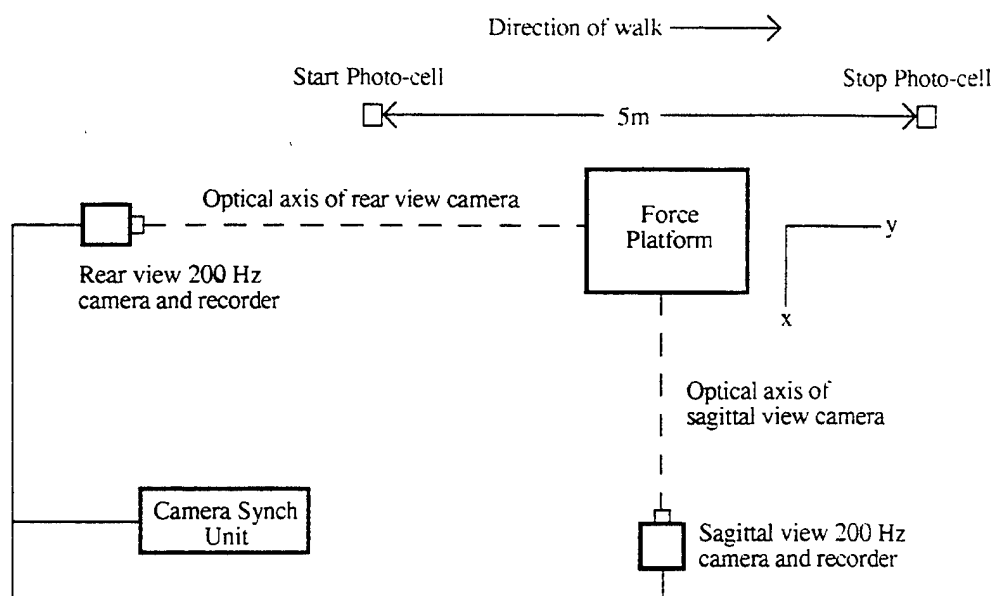 Direction of walk
Start Photo-cell
Stop Photo-cell
5m
Optical axis of rear view camera
Force
Platform
y
x
Rear view 200 Hz
camera and recorder
Optical axis of
sagittal view camera
Camera Synch
Unit
Sagittal view 200 Hz
camera and recorder